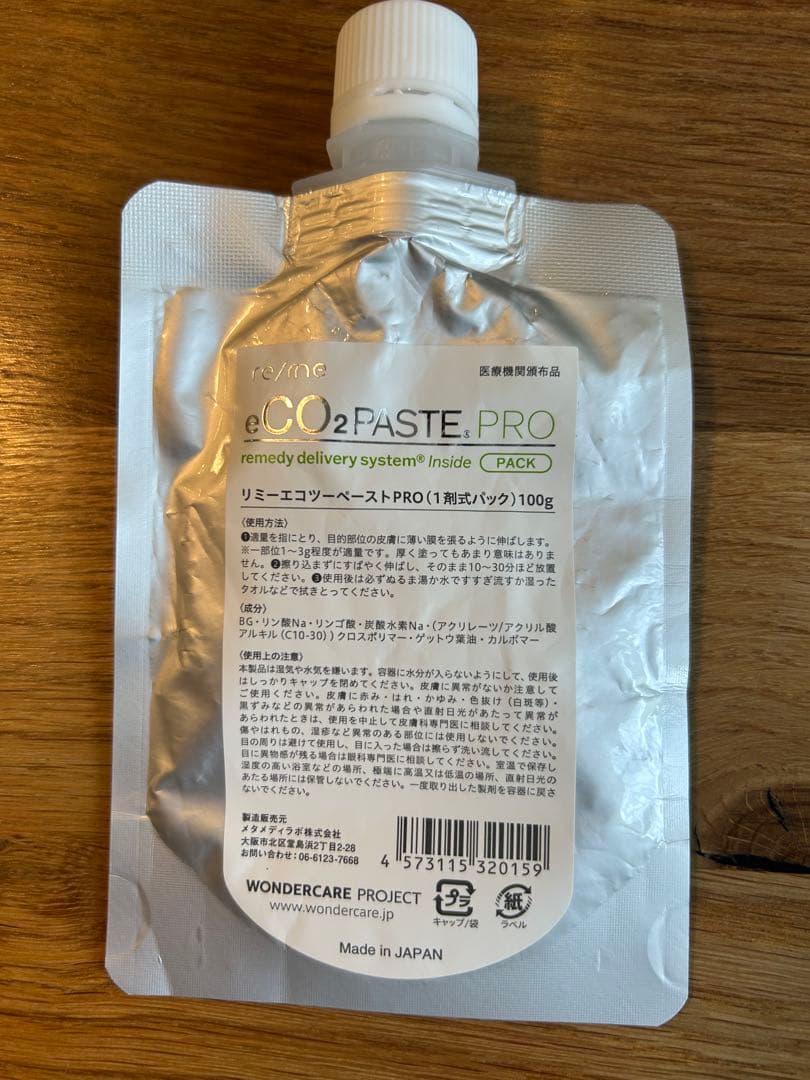 re/me
医療機関頒布品
eCO2PASTE® PRO
remedy delivery system® Inside PACK
リミーエコツーペーストPRO(1剤式パック)100g
〈使用方法〉
❶適量を指にとり、目的部位の皮膚に薄い膜を張るように伸ばします。
※一部位1〜3g程度が適量です。厚く塗ってもあまり意味はありま
せん。❷擦り込まずにすばやく伸ばし、そのまま10〜30分ほど放置
してください。❸使用後は必ずぬるま湯か水ですすぎ流すか湿った
タオルなどで拭きとってください。
〈成分〉
BG・リン酸Na・リンゴ酸・炭酸水素Na・(アクリレーツ/アクリル酸
アルキル(C10-30))クロスポリマー・ゲットウ葉油・カルボマー
〈使用上の注意〉
本製品は湿気や水気を嫌います。容器に水分が入らないようにして、使用後
はしっかりキャップを閉めてください。皮膚に異常がないか注意して
ご使用ください。皮膚に赤み・はれ・かゆみ・色抜け(白斑等)・
黒ずみなどの異常があらわれた場合や直射日光があたって異常が
あらわれたときは、使用を中止して皮膚科専門医に相談してください。
傷やはれもの、湿疹など異常のある部位には使用しないでください。
目の周りは避けて使用し、目に入った場合は擦らず洗い流してください。
目に異物感が残る場合は眼科専門医に相談してください。室温で保存し
湿度の高い浴室などの場所、極端に高温又は低温の場所、直射日光の
あたる場所には保管しないでください。一度取り出した製剤を容器に戻さ
ないでください。
製造販売元
メタメディラボ株式会社
大阪市北区堂島浜2丁目2-28
お問い合わせ:06-6123-7668
4 573115 320159
WONDERCARE PROJECT
www.wondercare.jp
プラ
キャップ/袋
紙
ラベル
Made in JAPAN